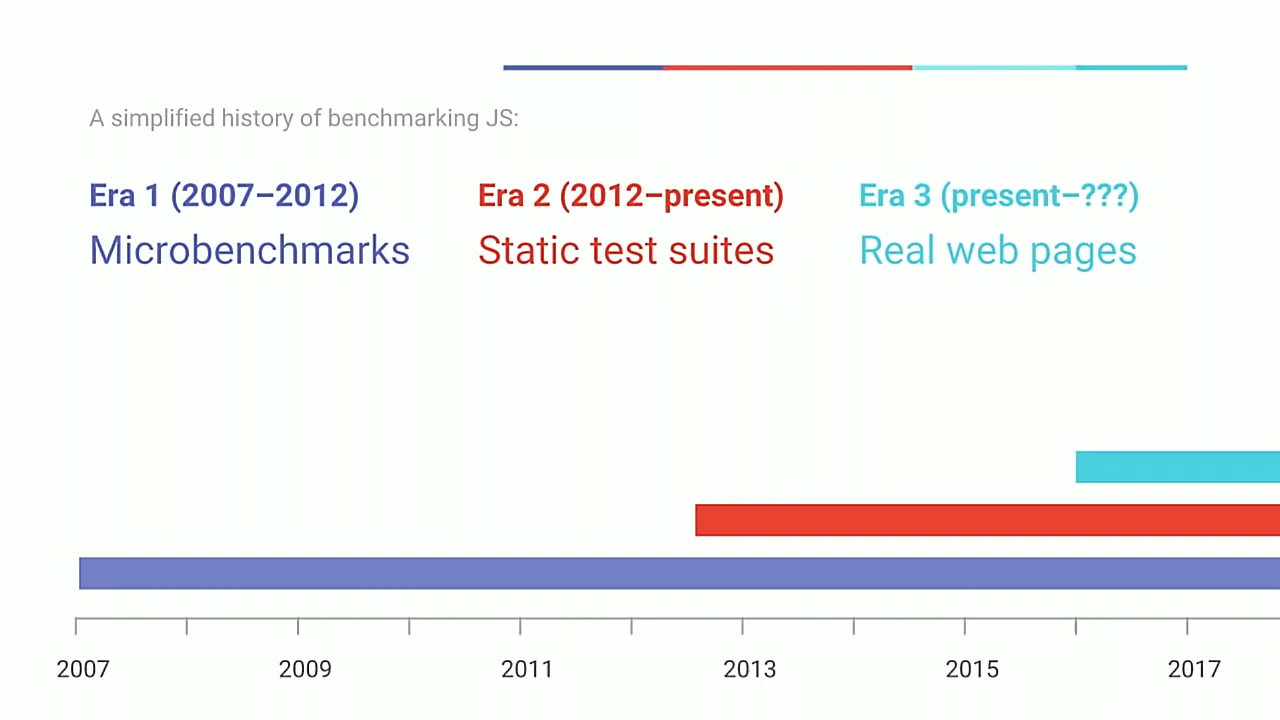 A simplified history of benchmarking JS:
Era 1 (2007–2012)
Microbenchmarks
Era 2 (2012–present)
Static test suites
Era 3 (present–???)
Real web pages
2007 2009 2011 2013 2015 2017